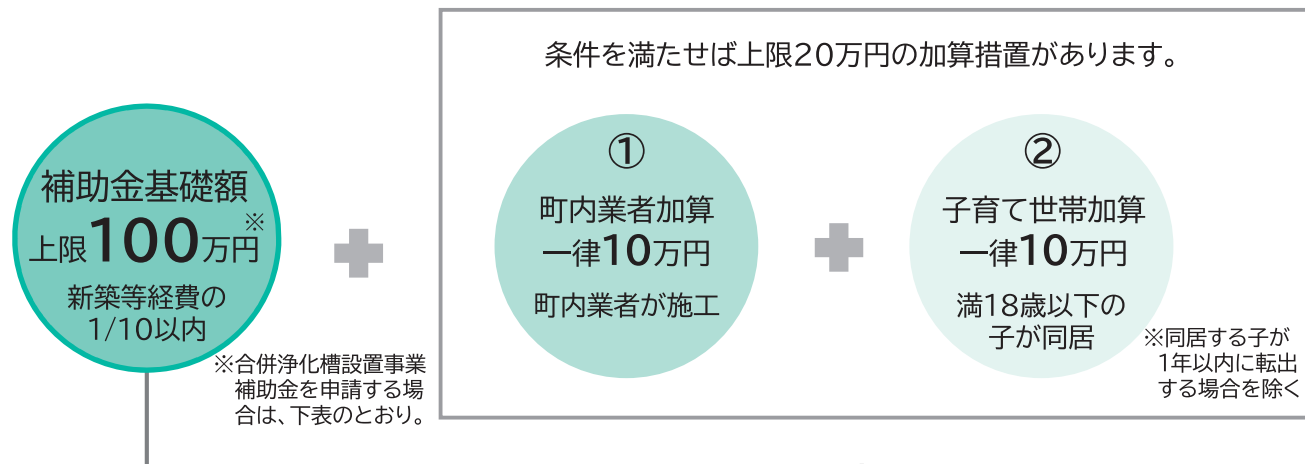 条件を満たせば上限20万円の加算措置があります。
補助金基礎額
上限100万円※
新築等経費の
1/10以内
※合併浄化槽設置事業
補助金を申請する場
合は、下表のとおり。
①
町内業者加算
一律10万円
町内業者が施工
②
子育て世帯加算
一律10万円
満18歳以下の
子が同居
※同居する子が
1年以内に転出
する場合を除く